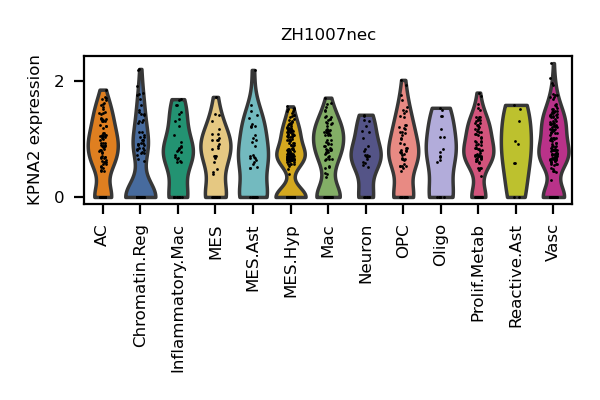 ZH1007nec
KPNA2 expression
2
0
AC
Chromatin.Reg
Inflammatory.Mac
MES
MES.Ast
MES.Hyp
Mac
Neuron
OPC
Oligo
Prolif.Metab
Reactive.Ast
Vasc